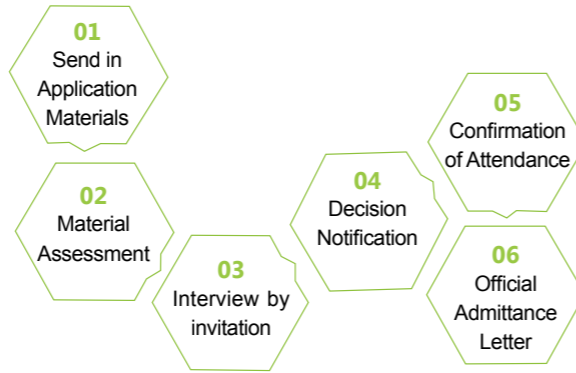 01
Send in
Application
Materials
02
Material
Assessment
03
Interview by
invitation
04
Decision
Notification
05
Confirmation
of Attendance
06
Official
Admittance
Letter